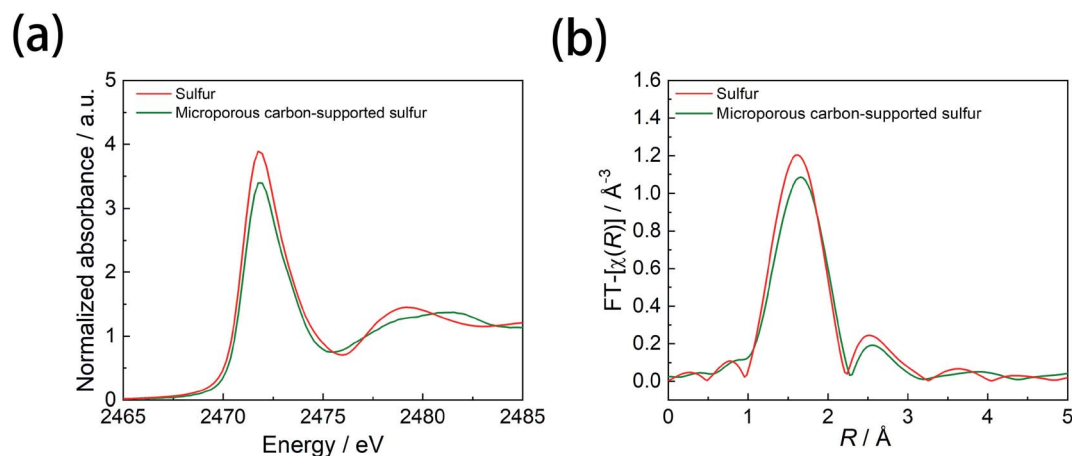 (a)
Normalized absorbance / a.u.
5
4
3
2
1
0
Sulfur
Microporous carbon-supported sulfur
2465 2470 2475 2480 2485
Energy / eV
(b)
FT-[χ(R)] / Å⁻³
1.6
1.4
1.2
1.0
0.8
0.6
0.4
0.2
0.0
Sulfur
Microporous carbon-supported sulfur
0 1 2 3 4 5
R / Å